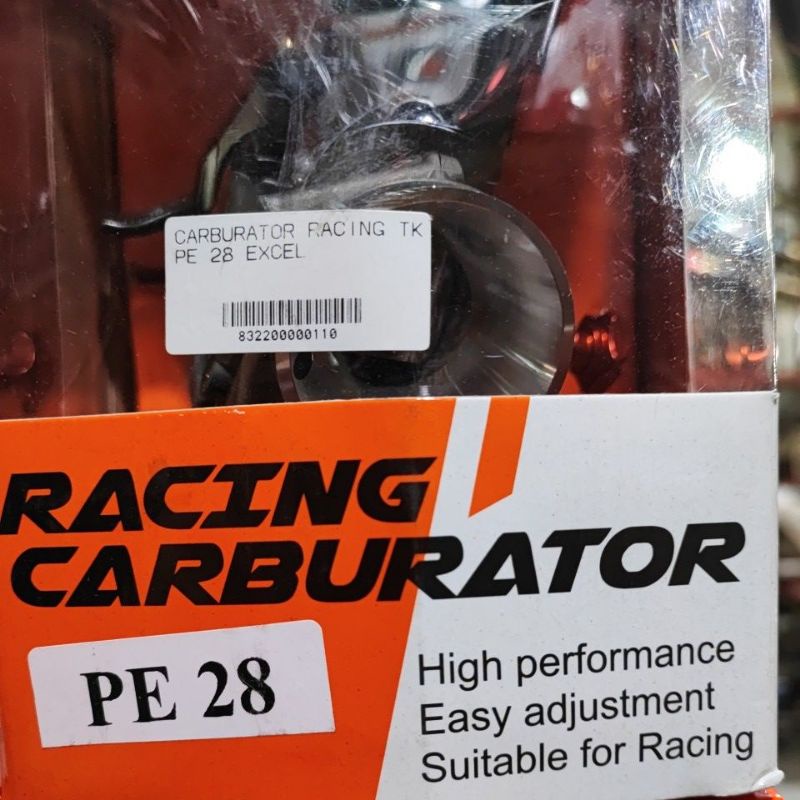 CARBURATOR RACING TK
PE 28 EXCEL
832200000110
RACING
CARBURATOR
PE 28
High performance
Easy adjustment
Suitable for Racing